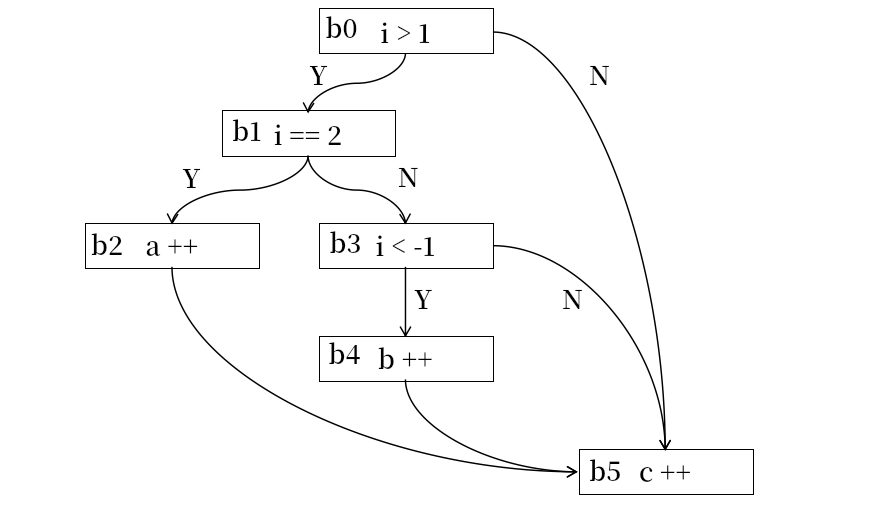 b0 i > 1
Y
N
b1 i == 2
Y
N
b2 a ++
b3 i < -1
Y
N
b4 b ++
b5 c ++